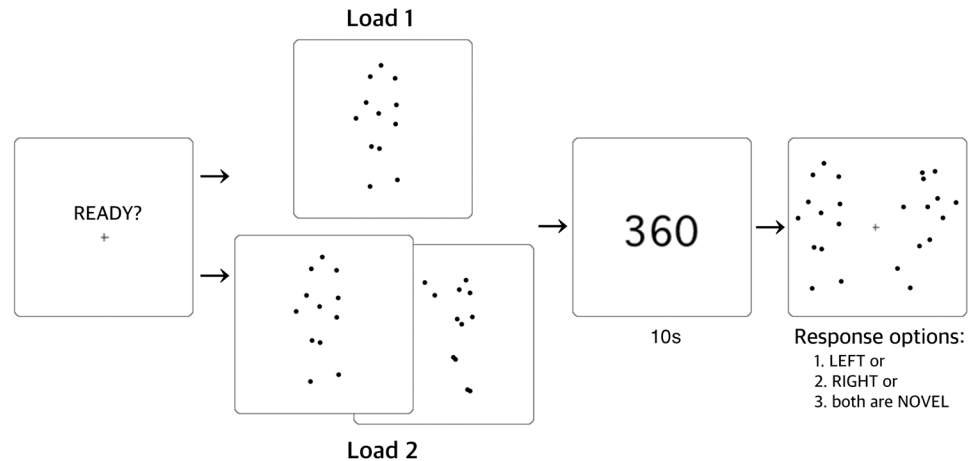 Load 1
READY?
Load 2
360
10s
Response options:
1. LEFT or
2. RIGHT or
3. both are NOVEL